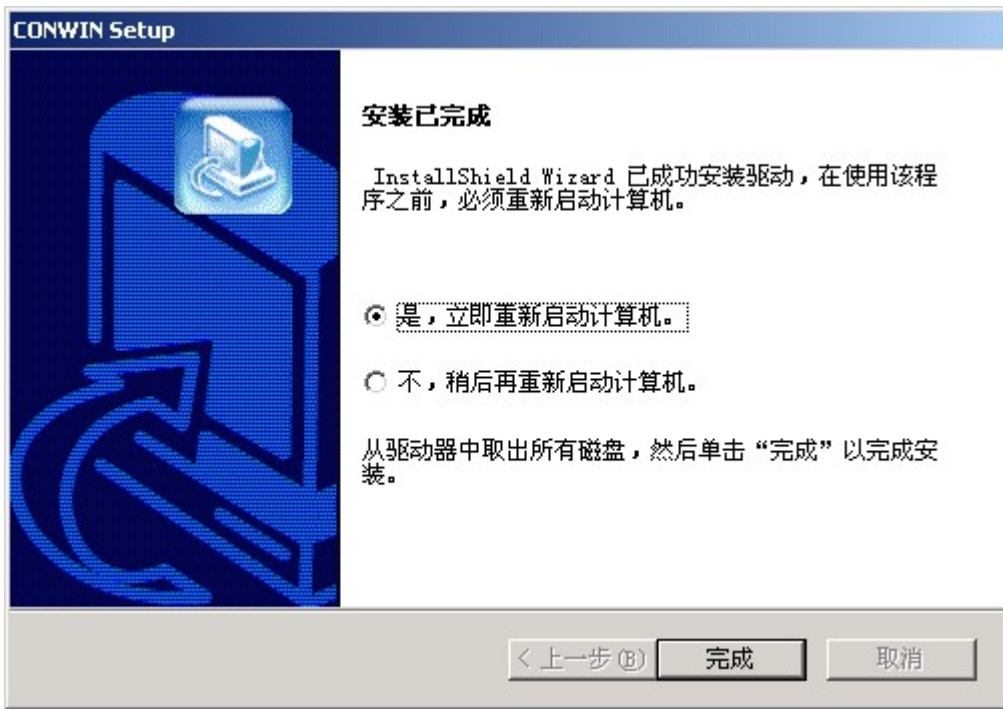 CONWIN Setup
安装已完成
InstallShield Wizard 已成功安装驱动，在使用该程
序之前，必须重新启动计算机。
是，立即重新启动计算机。
不，稍后再重新启动计算机。
从驱动器中取出所有磁盘，然后单击“完成”以完成安
装。
< 上一步(B)
完成
取消